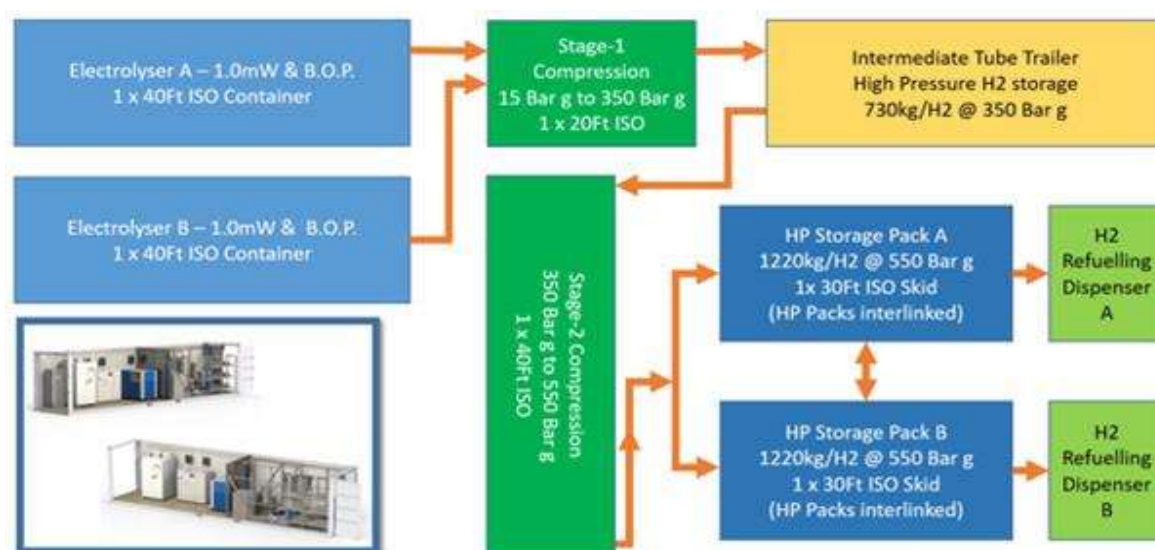 Electrolyser A – 1.0mW & B.O.P.
1 x 40Ft ISO Container
Stage-1
Compression
15 Bar g to 350 Bar g
1 x 20Ft ISO
Intermediate Tube Trailer
High Pressure H2 storage
730kg/H2 @ 350 Bar g
Electrolyser B – 1.0mW & B.O.P.
1 x 40Ft ISO Container
Stage-2 Compression
350 Bar g to 550 Bar g
1 x 40Ft ISO
HP Storage Pack A
1220kg/H2 @ 550 Bar g
1x 30Ft ISO Skid
(HP Packs interlinked)
H2
Refuelling
Dispenser
A
HP Storage Pack B
1220kg/H2 @ 550 Bar g
1 x 30Ft ISO Skid
(HP Packs interlinked)
H2
Refuelling
Dispenser
B